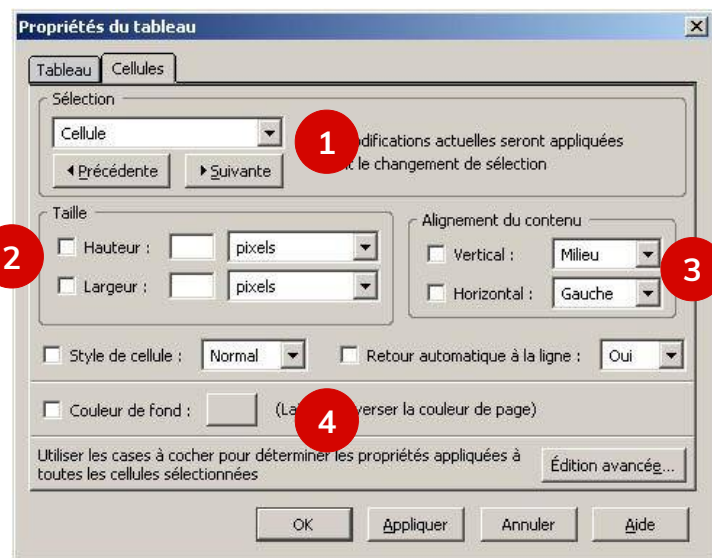 Propriétés du tableau
Tableau Cellules
Sélection
Cellule
1
odifications actuelles seront appliquées
le changement de sélection
Précédente Suivante
Taille
Alignement du contenu
2
Hauteur : pixels
Vertical : Milieu
3
Largeur : pixels
Horizontal : Gauche
Style de cellule : Normal Retour automatique à la ligne : Oui
Couleur de fond : (La verser la couleur de page)
4
Utiliser les cases à cocher pour déterminer les propriétés appliquées à
toutes les cellules sélectionnées
Édition avancée...
OK Appliquer Annuler Aide